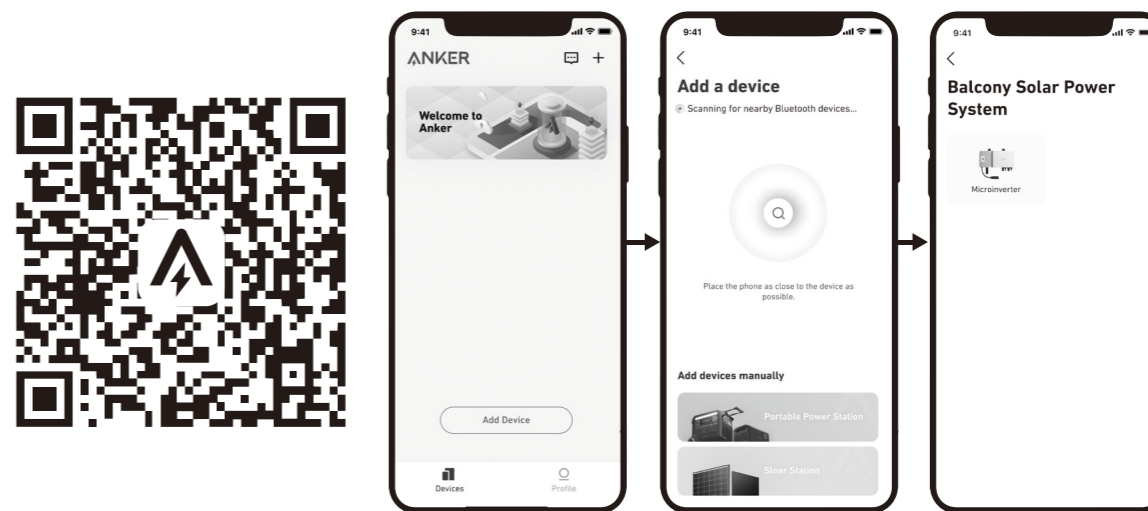 9:41
ANKER
Welcome to
Anker
Add Device
Devices
Profile
9:41
Add a device
Scanning for nearby Bluetooth devices...
Place the phone as close to the device as
possible.
Add devices manually
Portable Power Station
Sloar Station
9:41
Balcony Solar Power
System
Microinverter